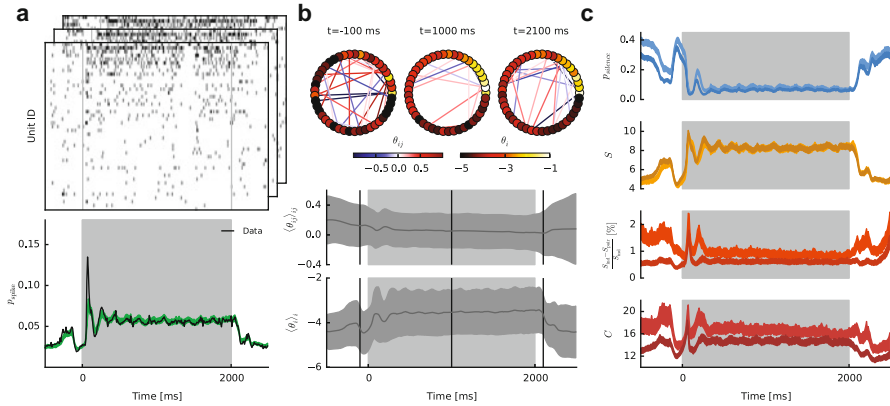 a
Unit ID
0.15
0.10
0.05
p_spike
Data
0
2000
Time [ms]
b
t=-100 ms
t=1000 ms
t=2100 ms
θ_ij
-0.5
0.0
0.5
θ_i
-5
-3
-1
0.4
0.0
−0.4
⟨θ_ij⟩_ij
−2
−4
−6
⟨θ_i⟩_i
0
2000
Time [ms]
c
0.4
0.2
0.0
p_silence
10
8
6
4
S
2
1
0
S_ind−S_pair / S_ind [%]
20
16
12
C
0
2000
Time [ms]